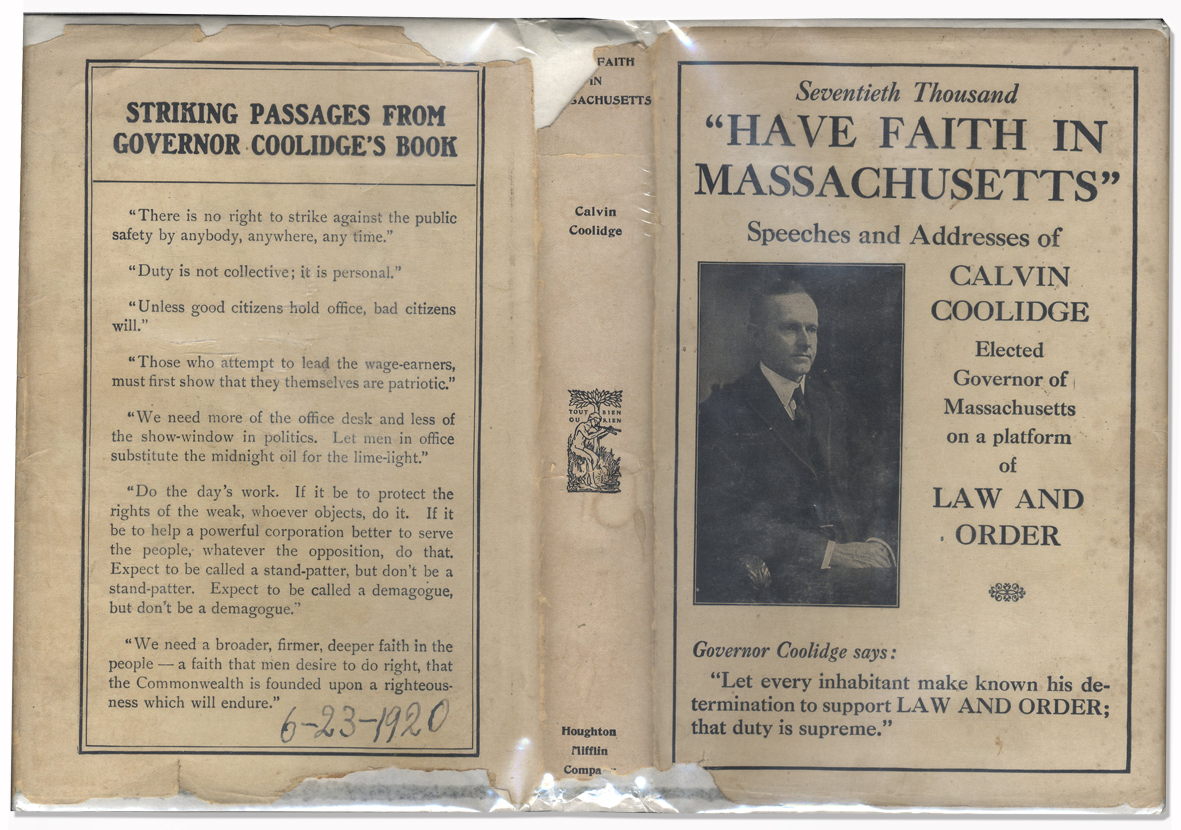 STRIKING PASSAGES FROM
GOVERNOR COOLIDGE'S BOOK
“There is no right to strike against the public
safety by anybody, anywhere, any time.”
“Duty is not collective; it is personal.”
“Unless good citizens hold office, bad citizens
will.”
“Those who attempt to lead the wage-earners,
must first show that they themselves are patriotic.”
“We need more of the office desk and less of
the show-window in politics. Let men in office
substitute the midnight oil for the lime-light.”
“Do the day's work. If it be to protect the
rights of the weak, whoever objects, do it. If it
be to help a powerful corporation better to serve
the people, whatever the opposition, do that.
Expect to be called a stand-patter, but don't be a
stand-patter. Expect to be called a demagogue,
but don't be a demagogue.”
“We need a broader, firmer, deeper faith in the
people — a faith that men desire to do right, that
the Commonwealth is founded upon a righteous-
ness which will endure.”
6-23-1920
FAITH
IN
SACHUSETTS
Calvin
Coolidge
TOUT BIEN
OU RIEN
Houghton
Mifflin
Compa
Seventieth Thousand
“HAVE FAITH IN
MASSACHUSETTS”
Speeches and Addresses of
CALVIN
COOLIDGE
Elected
Governor of
Massachusetts
on a platform
of
LAW AND
ORDER
Governor Coolidge says:
“Let every inhabitant make known his de-
termination to support LAW AND ORDER;
that duty is supreme.”